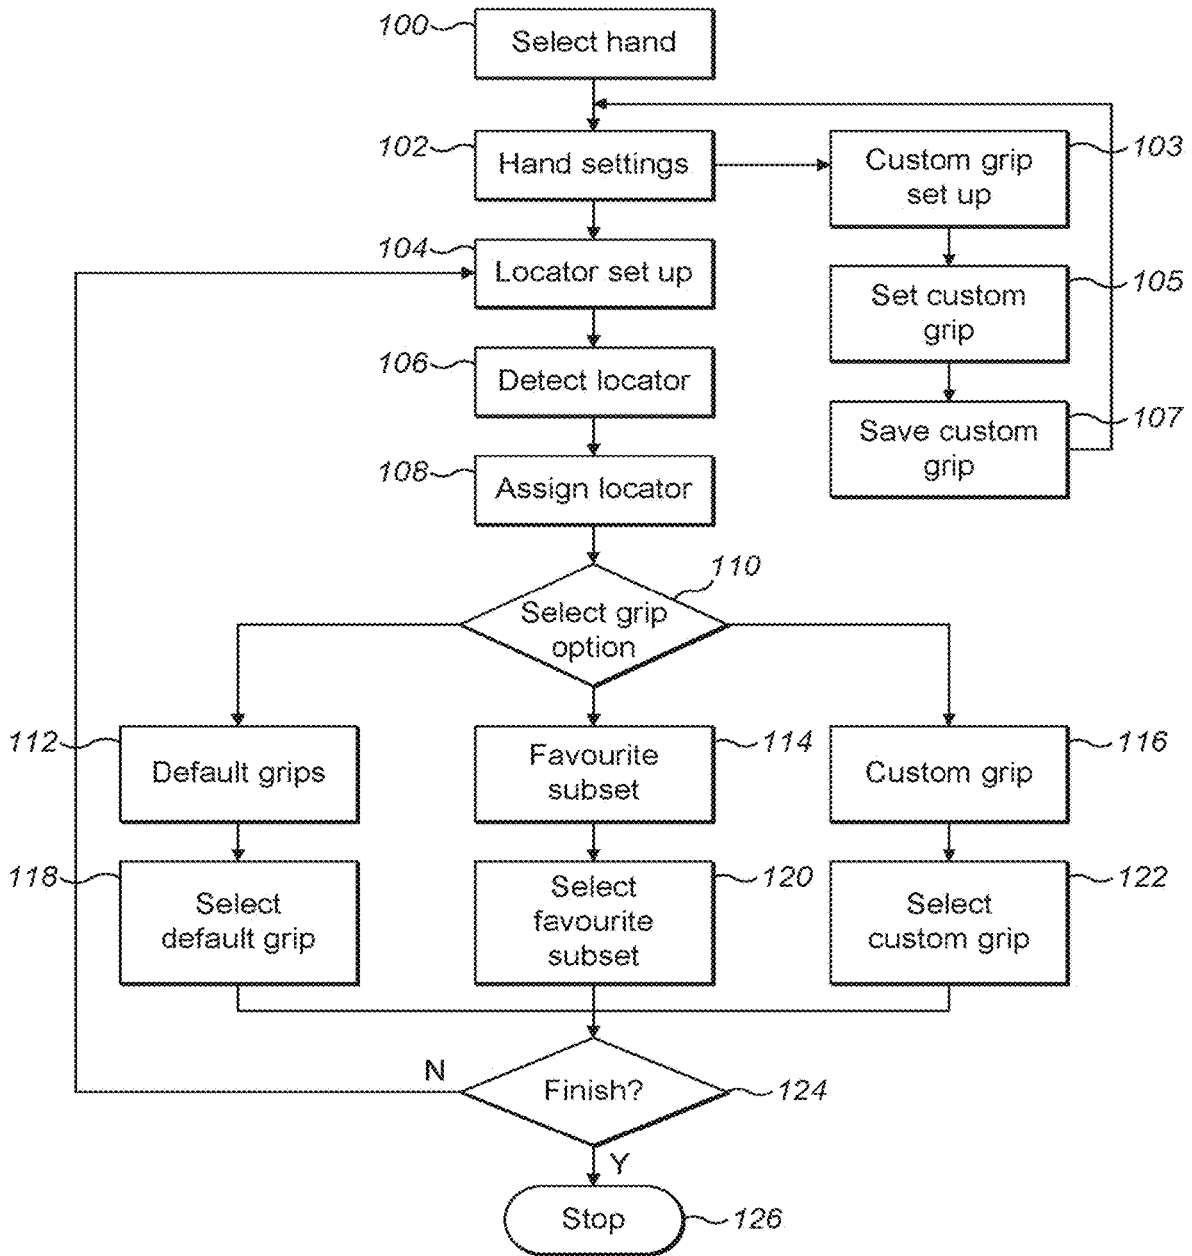 100
Select hand
102
Hand settings
Custom grip
set up
103
104
Locator set up
Set custom
grip
105
106
Detect locator
Save custom
grip
107
108
Assign locator
110
Select grip
option
112
Default grips
Favourite
subset
114
Custom grip
116
118
Select
default grip
Select
favourite
subset
120
Select
custom grip
122
N
Finish?
124
Y
Stop
126